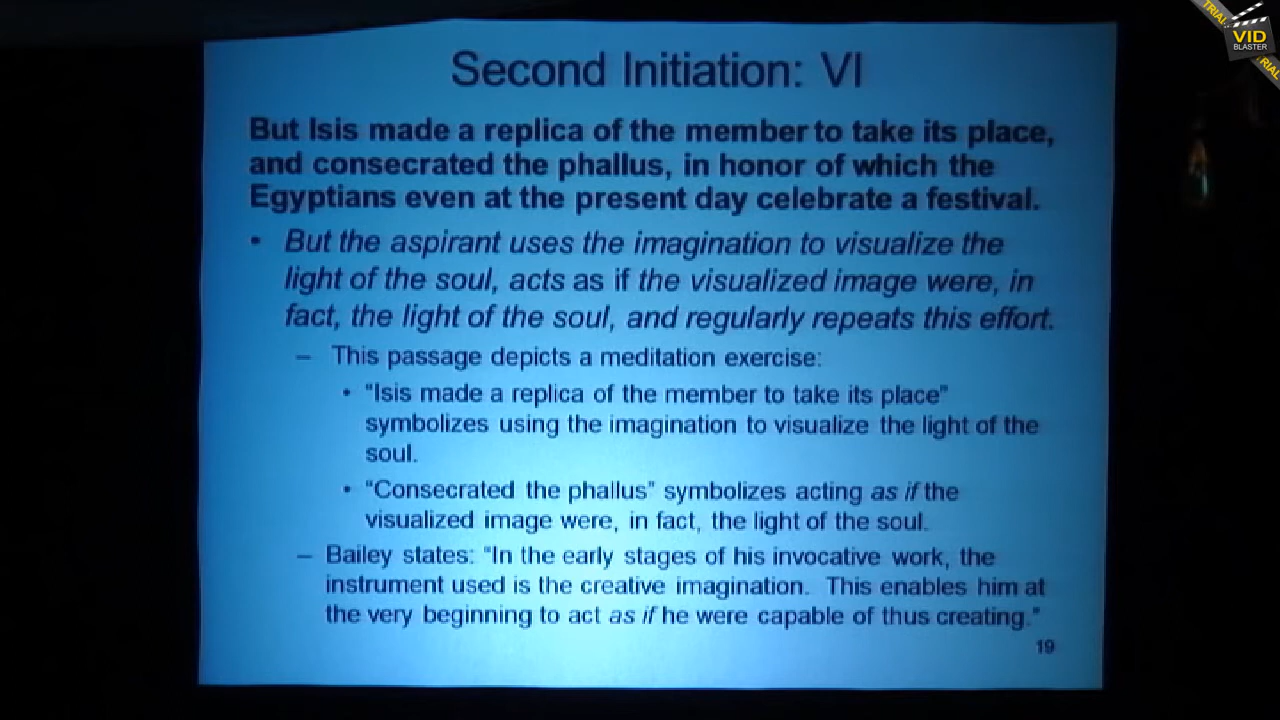 TRIAL
VID
BLASTER
TRIAL
Second Initiation: VI
But Isis made a replica of the member to take its place,
and consecrated the phallus, in honor of which the
Egyptians even at the present day celebrate a festival.
• But the aspirant uses the imagination to visualize the
light of the soul, acts as if the visualized image were, in
fact, the light of the soul, and regularly repeats this effort.
– This passage depicts a meditation exercise:
• "Isis made a replica of the member to take its place"
symbolizes using the imagination to visualize the light of the
soul.
• "Consecrated the phallus" symbolizes acting as if the
visualized image were, in fact, the light of the soul.
– Bailey states: "In the early stages of his invocative work, the
instrument used is the creative imagination. This enables him at
the very beginning to act as if he were capable of thus creating."
19